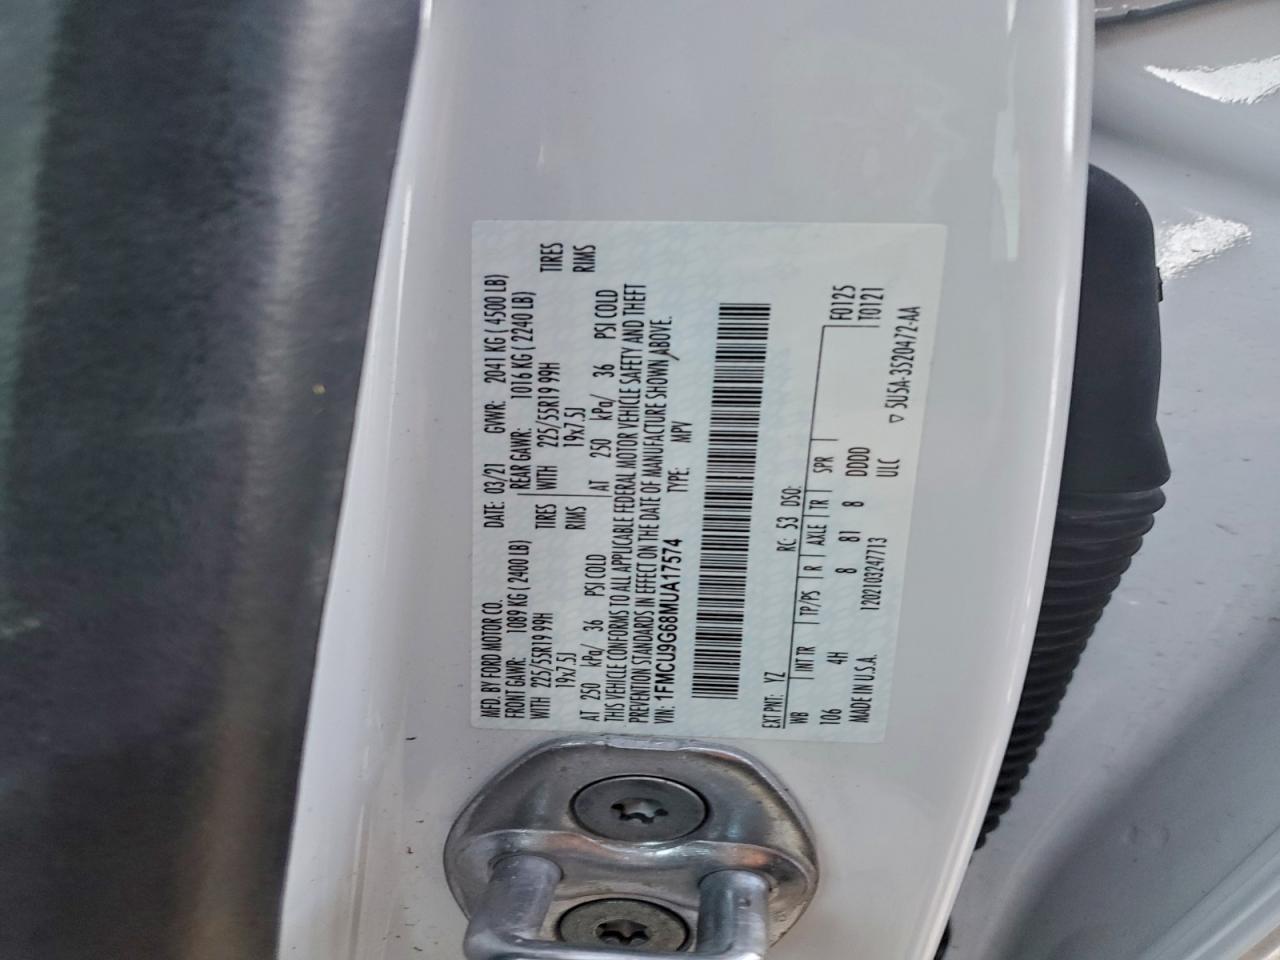 MFD. BY FORD MOTOR CO. DATE: 03/21 GVWR: 2041 KG ( 4500 LB)
FRONT GAWR: 1089 KG ( 2400 LB) REAR GAWR: 1016 KG ( 2240 LB)
WITH 225/55R19 99H TIRES WITH 225/55R19 99H TIRES
19x7.5J RIMS 19x7.5J RIMS
AT 250 kPa/ 36 PSI COLD AT 250 kPa/ 36 PSI COLD
THIS VEHICLE CONFORMS TO ALL APPLICABLE FEDERAL MOTOR VEHICLE SAFETY AND THEFT
PREVENTION STANDARDS IN EFFECT ON THE DATE OF MANUFACTURE SHOWN ABOVE.
VIN: 1FMCU9G68MUA17574 TYPE: MPV
EXT PNT: YZ RC: 53 DSO:
WB INT TR TP/PS R AXLE TR SPR F0125
106 4H 8 81 8 DDDD T0121
MADE IN U.S.A. 1202103247713 ULC
▽ 5U5A-3520472-AA